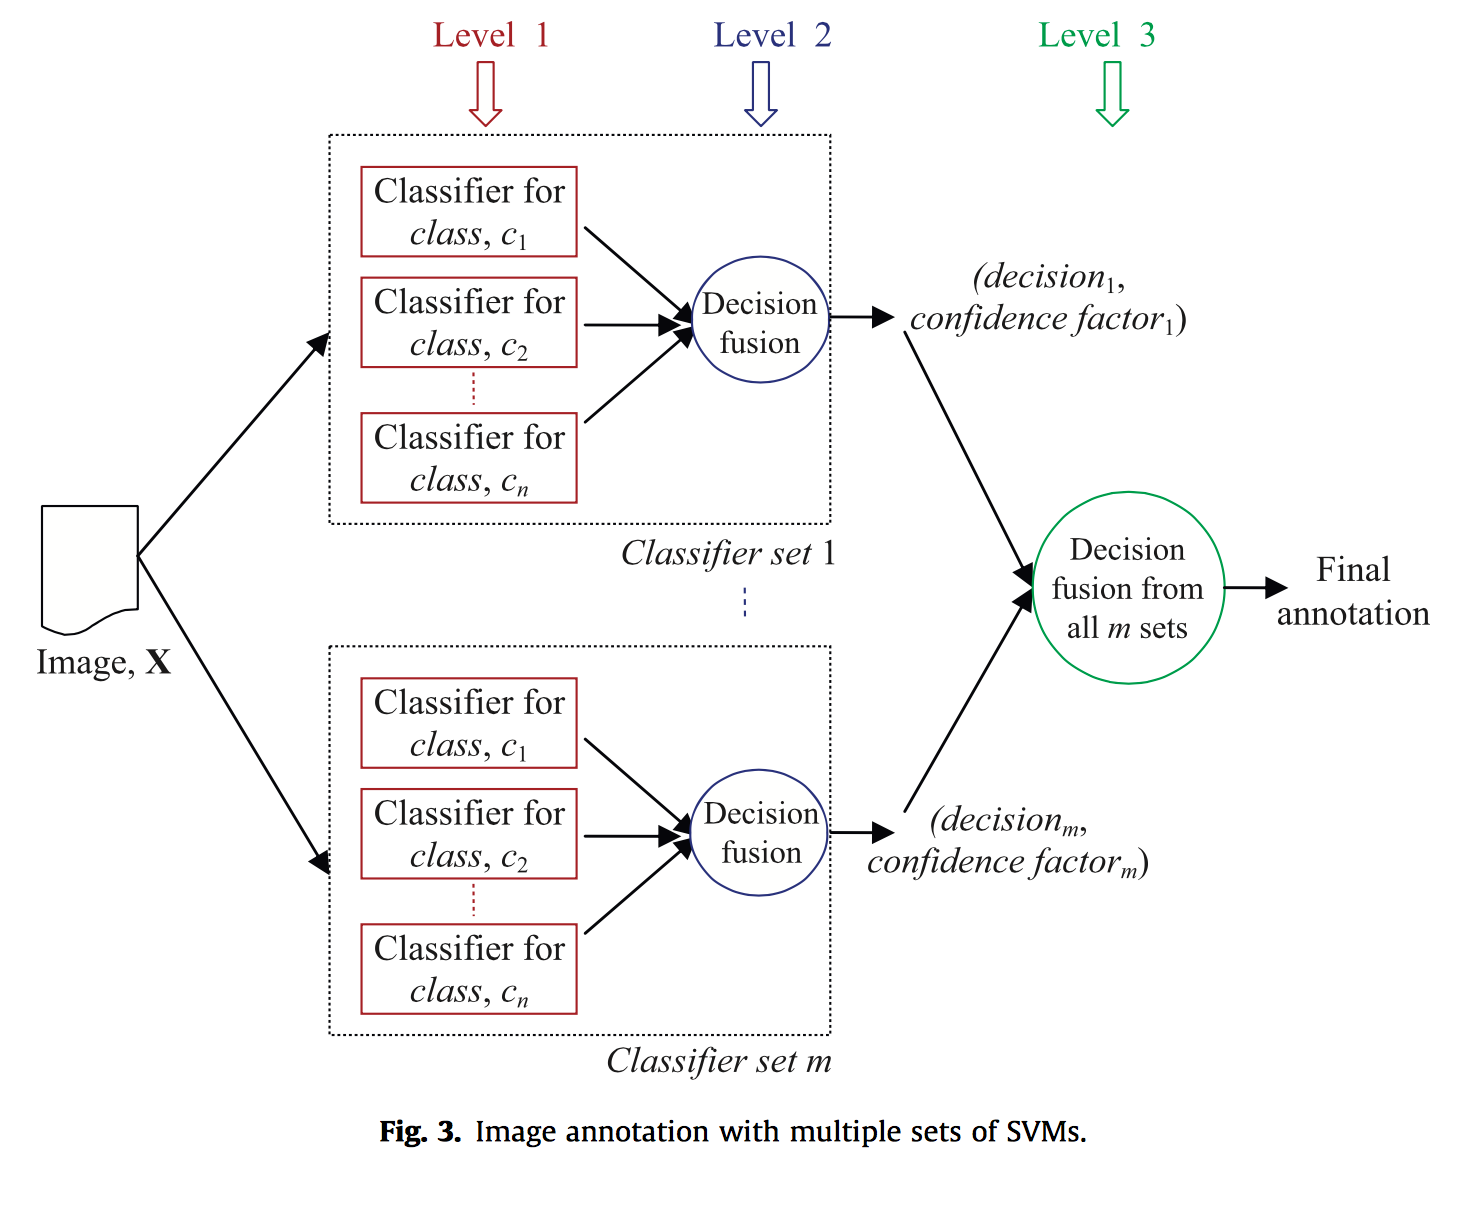 Level 1
Level 2
Level 3
Classifier for
class, c₁
Classifier for
class, c₂
Classifier for
class, cₙ
Decision
fusion
(decision₁,
confidence factor₁)
Classifier set 1
Image, X
Decision
fusion from
all m sets
Final
annotation
Classifier for
class, c₁
Classifier for
class, c₂
Classifier for
class, cₙ
Decision
fusion
(decisionₘ,
confidence factorₘ)
Classifier set m
Fig. 3. Image annotation with multiple sets of SVMs.